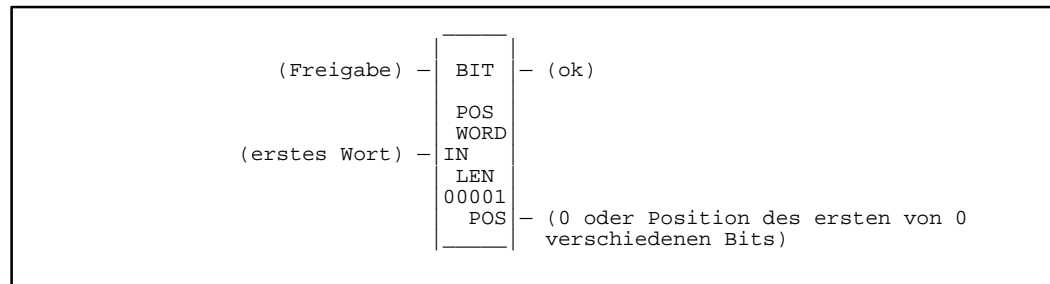 (Freigabe) — BIT — (ok)
POS
WORD
(erstes Wort) — IN
LEN
00001
POS — (0 oder Position des ersten von 0
verschiedenen Bits)